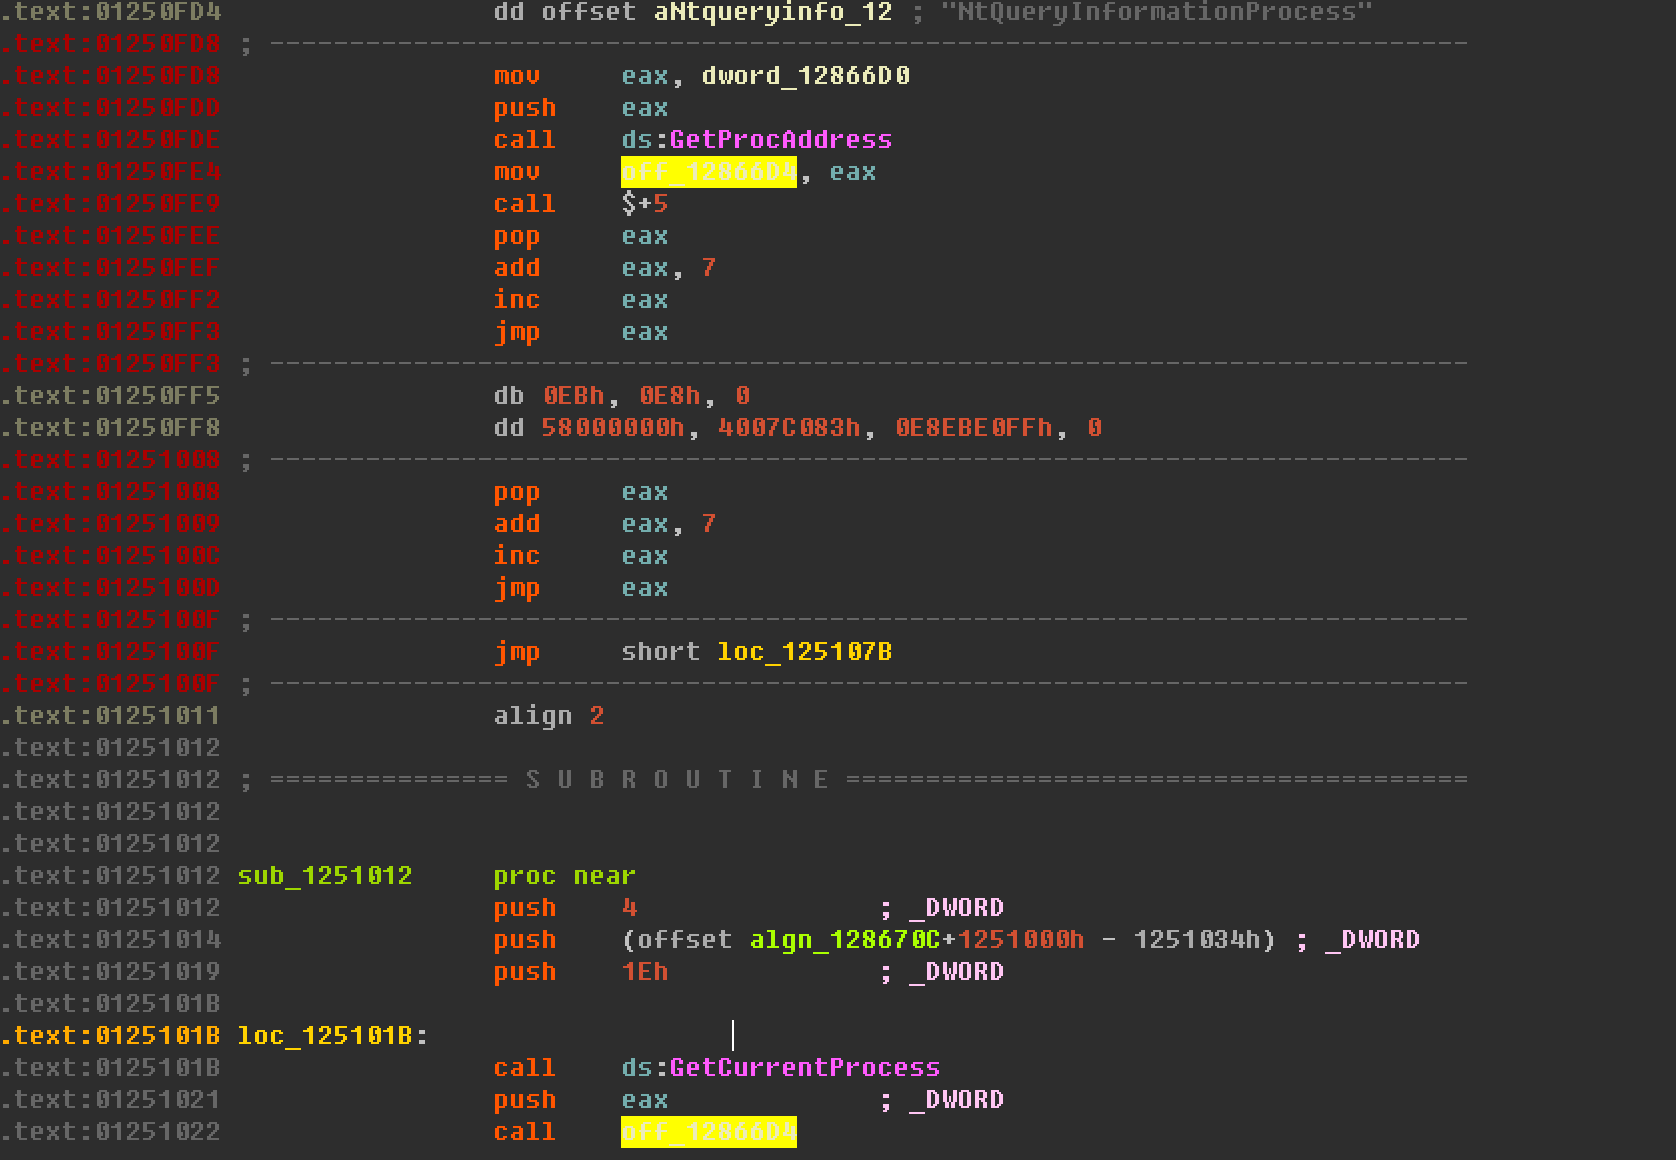 .text:01250FD4 dd offset aNtqueryinfo_12 ; "NtQueryInformationProcess"
.text:01250FD8 ; ---------------------------------------------------------------------------
.text:01250FD8 mov eax, dword_12866D0
.text:01250FDD push eax
.text:01250FDE call ds:GetProcAddress
.text:01250FE4 mov off_12866D4, eax
.text:01250FE9 call $+5
.text:01250FEE pop eax
.text:01250FEF add eax, 7
.text:01250FF2 inc eax
.text:01250FF3 jmp eax
.text:01250FF3 ; ---------------------------------------------------------------------------
.text:01250FF5 db 0EBh, 0E8h, 0
.text:01250FF8 dd 58000000h, 4007C083h, 0E8EBE0FFh, 0
.text:01251008 ; ---------------------------------------------------------------------------
.text:01251008 pop eax
.text:01251009 add eax, 7
.text:0125100C inc eax
.text:0125100D jmp eax
.text:0125100F ; ---------------------------------------------------------------------------
.text:0125100F jmp short loc_125107B
.text:0125100F ; ---------------------------------------------------------------------------
.text:01251011 align 2
.text:01251012
.text:01251012 ; =============== S U B R O U T I N E =======================================
.text:01251012
.text:01251012
.text:01251012 sub_1251012 proc near
.text:01251012 push 4 ; _DWORD
.text:01251014 push (offset algn_128670C+1251000h - 1251034h) ; _DWORD
.text:01251019 push 1Eh ; _DWORD
.text:0125101B
.text:0125101B loc_125101B:
.text:0125101B call ds:GetCurrentProcess
.text:01251021 push eax ; _DWORD
.text:01251022 call off_12866D4